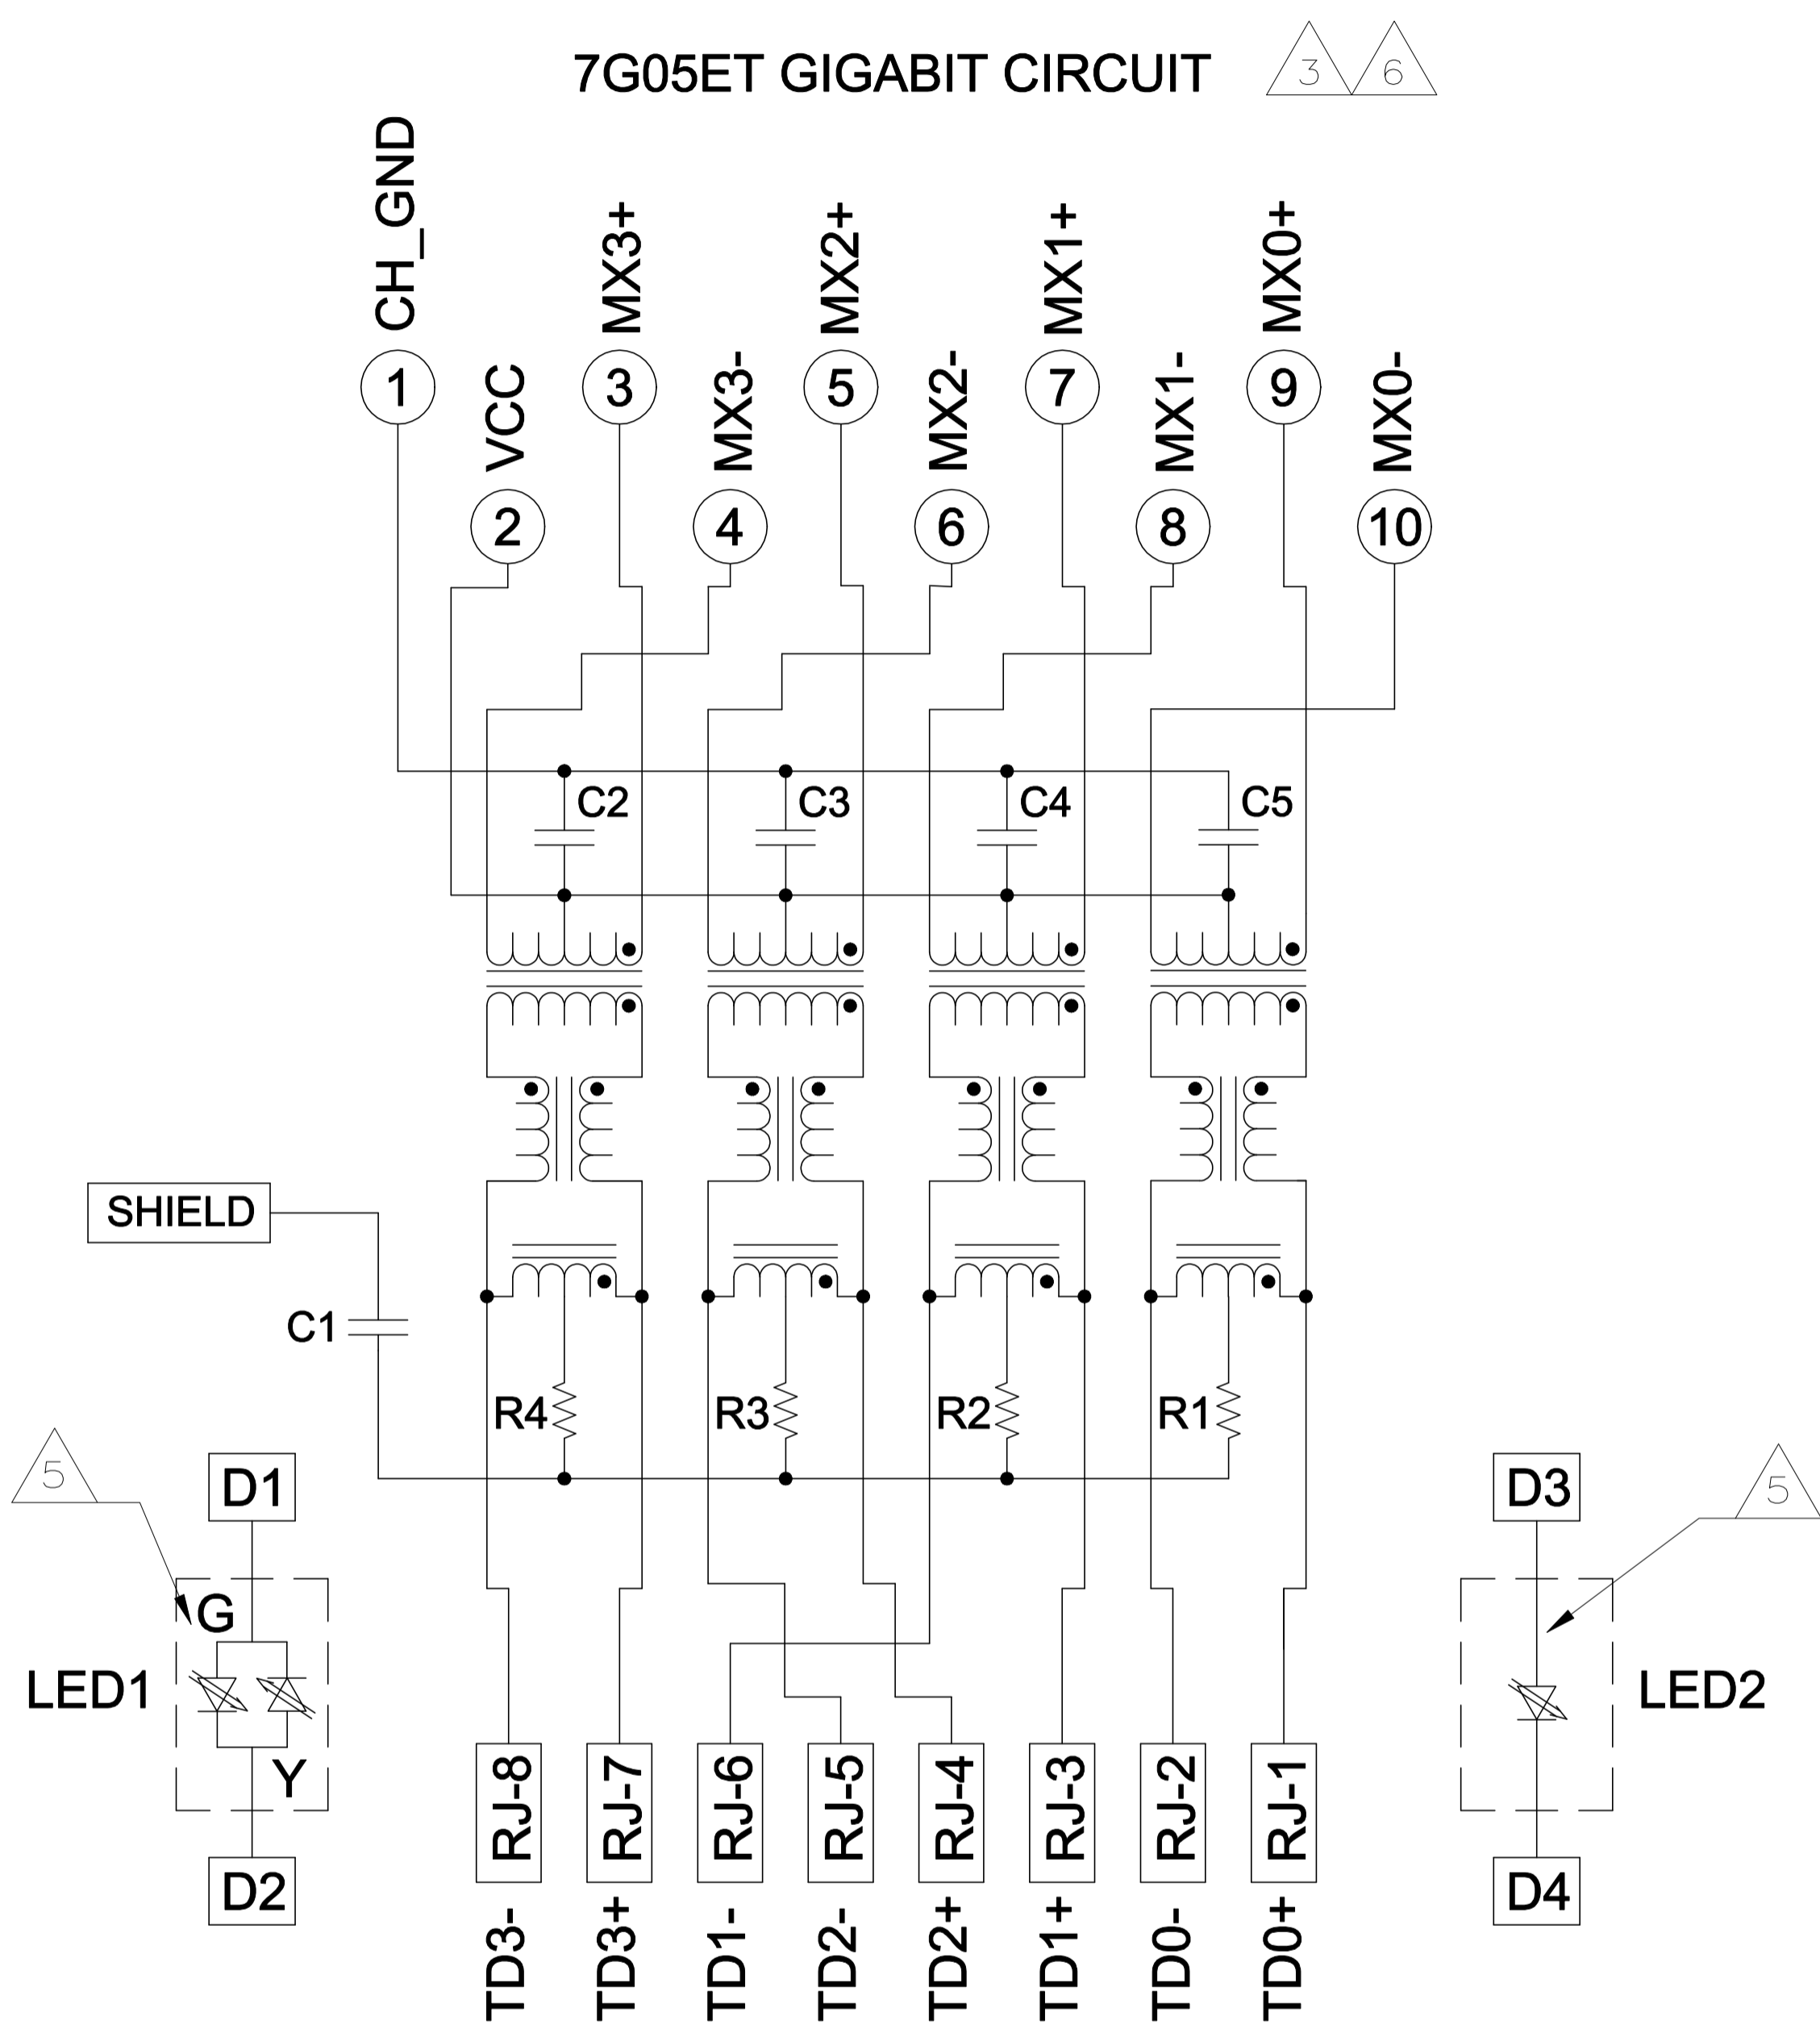 7G05ET GIGABIT CIRCUIT
3
6
CH_GND
MX3+
MX2+
MX1+
MX0+
1
VCC
3
MX3-
5
MX2-
7
MX1-
9
MX0-
2
4
6
8
10
C2
C3
C4
C5
SHIELD
C1
R4
R3
R2
R1
5
D1
D3
5
G
LED1
LED2
Y
RJ-8
RJ-7
RJ-6
RJ-5
RJ-4
RJ-3
RJ-2
RJ-1
D2
D4
TD3-
TD3+
TD1-
TD2-
TD2+
TD1+
TD0-
TD0+